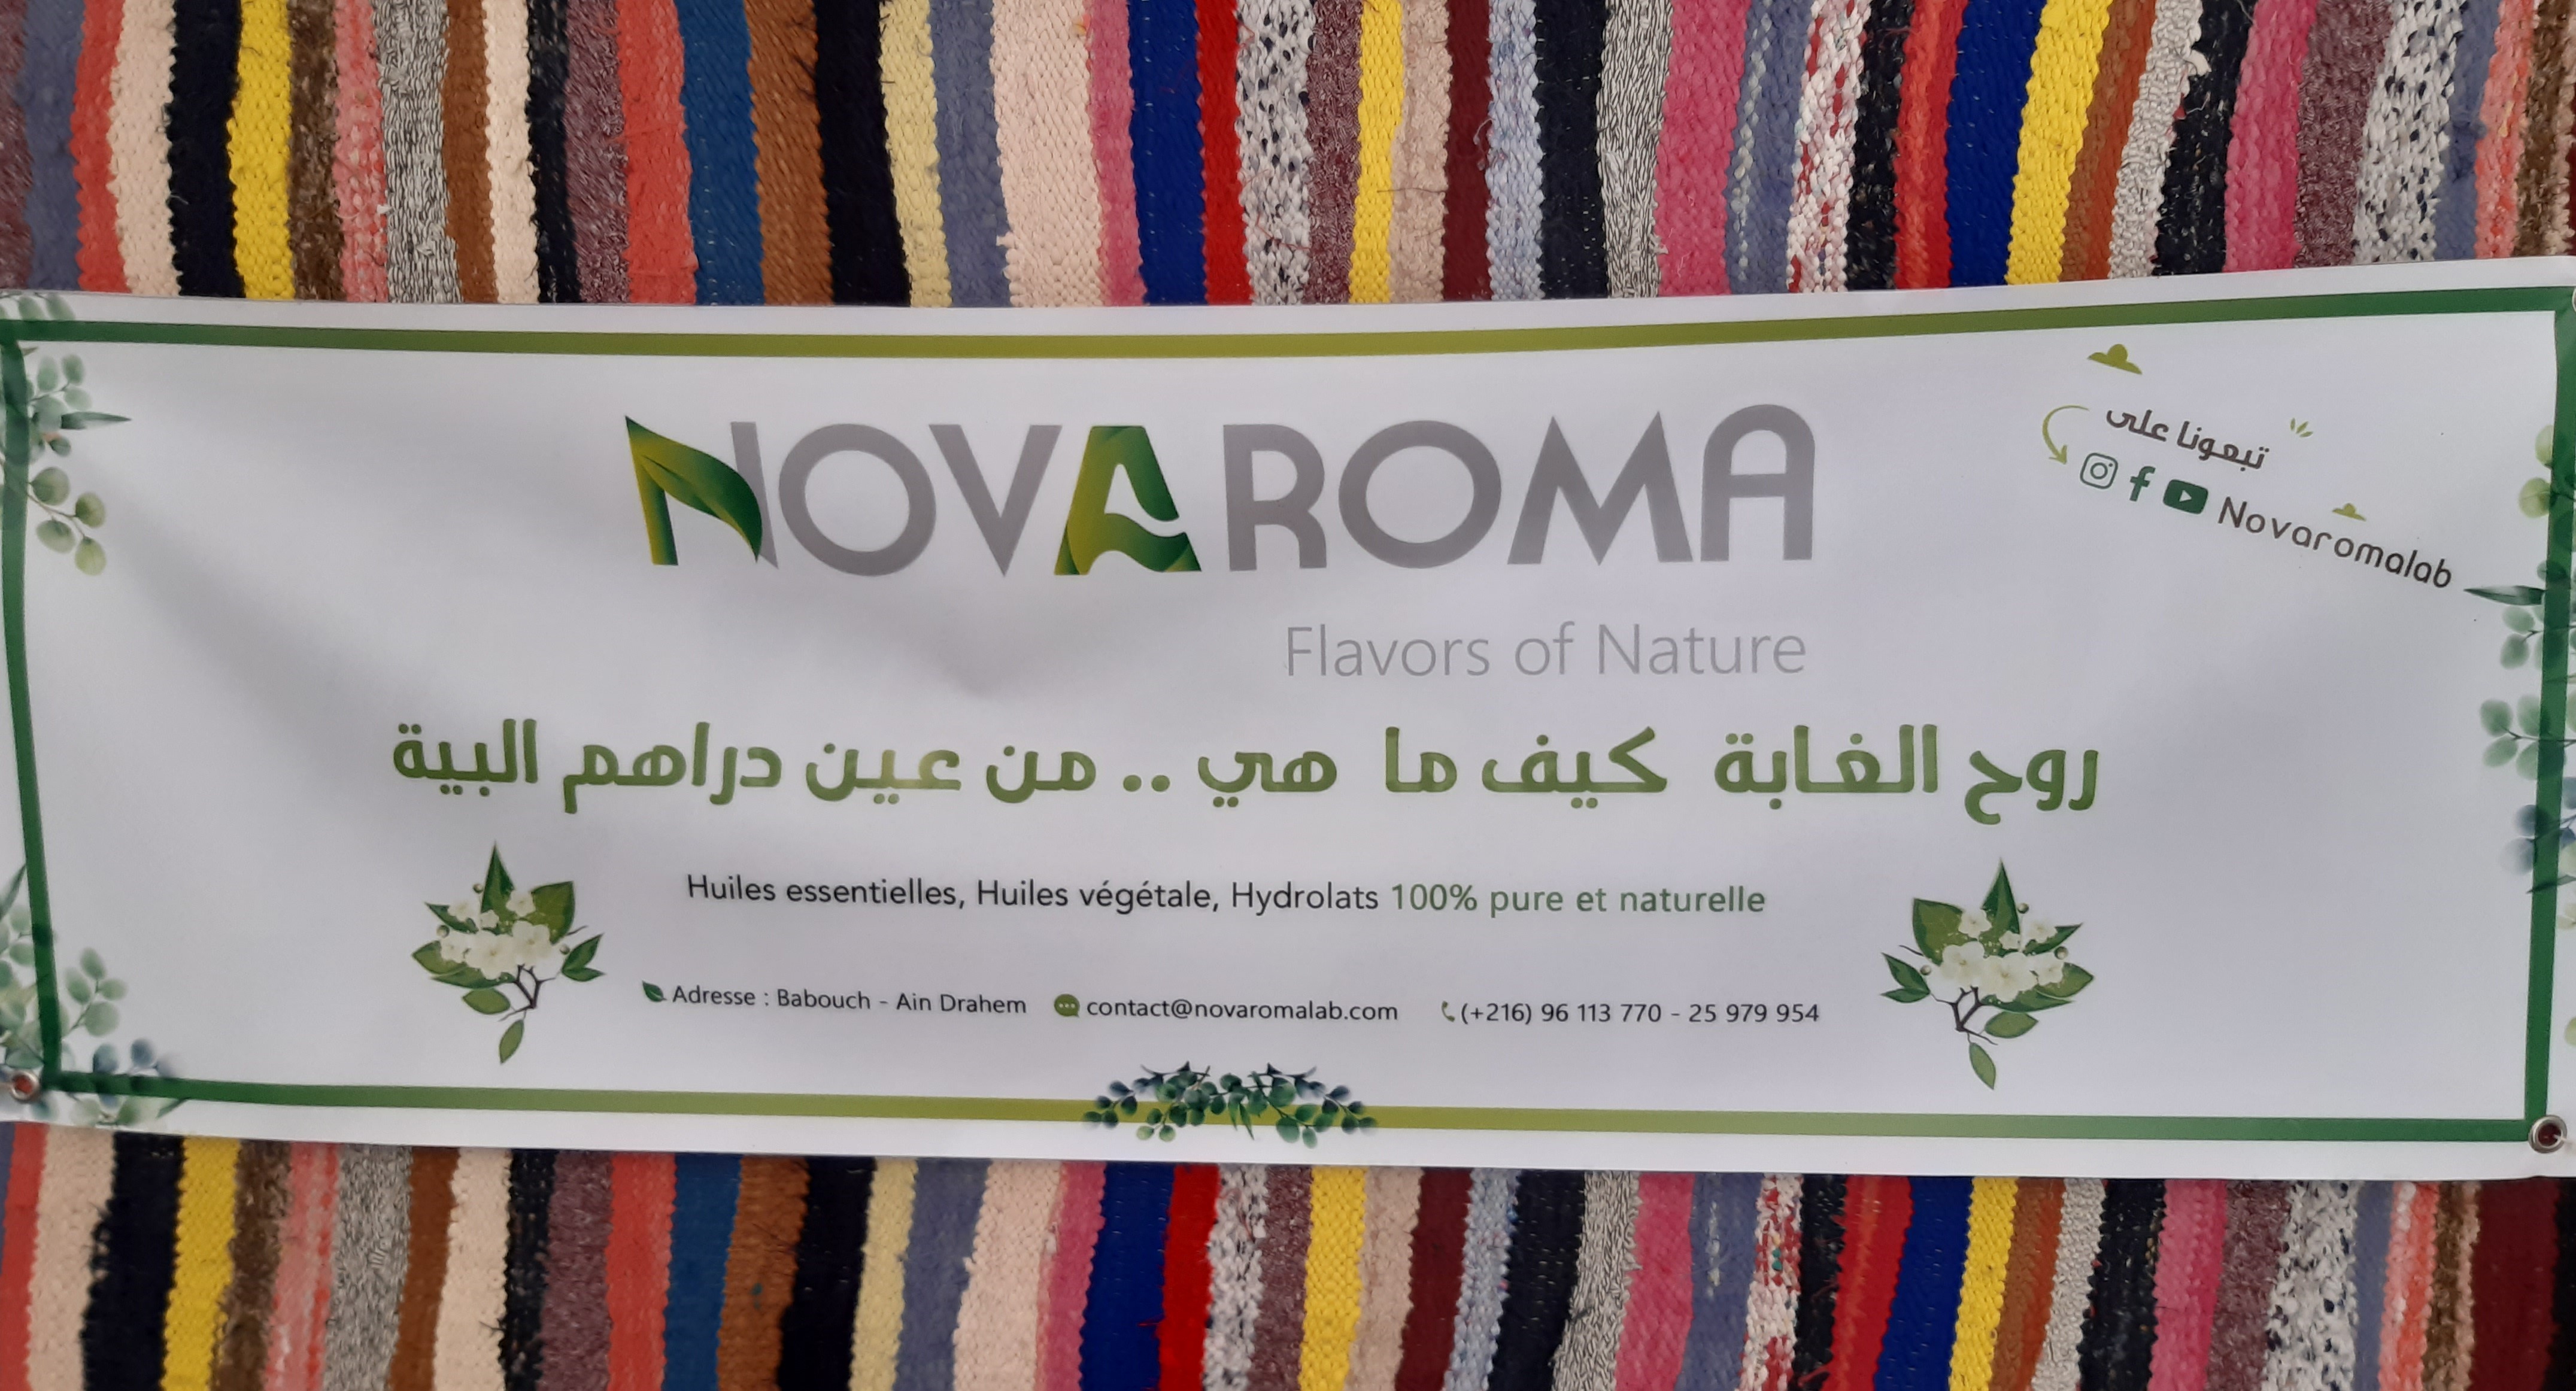 NOVAROMA
Flavors of Nature
تبعونا على
Novaromalab
روح الغابة كيف ما هي .. من عين دراهم البية
Huiles essentielles, Huiles végétale, Hydrolats 100% pure et naturelle
Adresse : Babouch - Ain Drahem contact@novaromalab.com (+216) 96 113 770 - 25 979 954